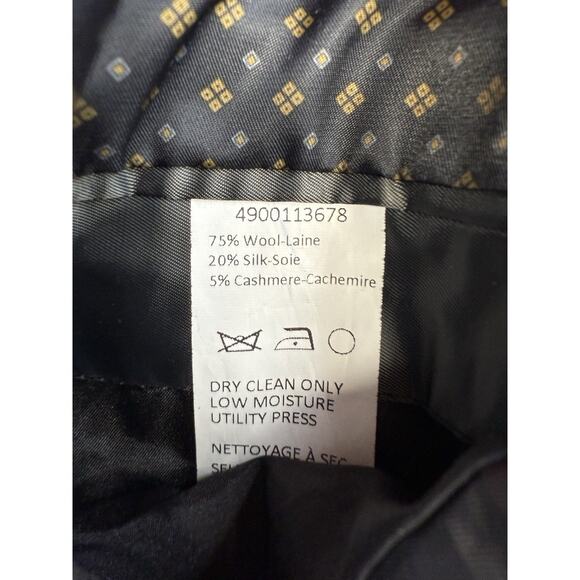 4900113678
75% Wool-Laine
20% Silk-Soie
5% Cashmere-Cachemire
DRY CLEAN ONLY
LOW MOISTURE
UTILITY PRESS
NETTOYAGE À SEC